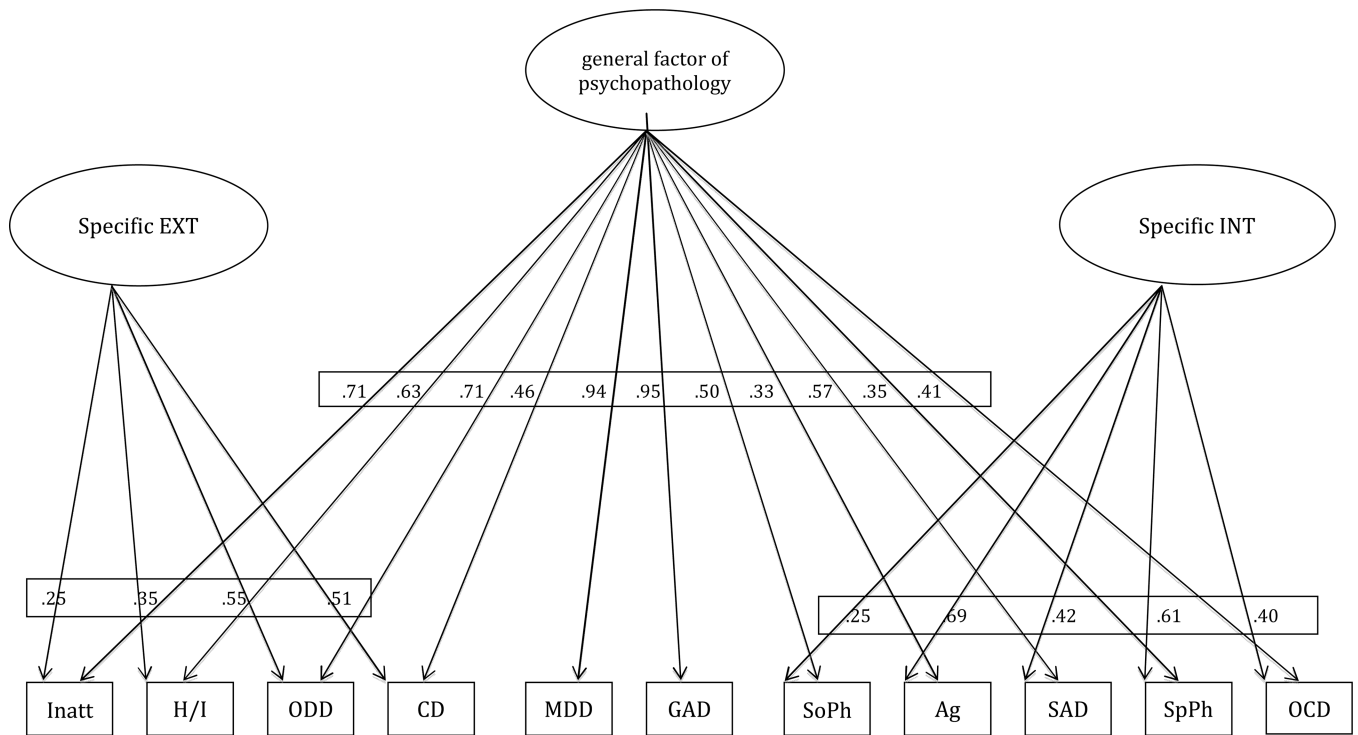 general factor of
psychopathology
Specific EXT
Specific INT
.71 .63 .71 .46 .94 .95 .50 .33 .57 .35 .41
.25 .35 .55 .51
.25 .69 .42 .61 .40
Inatt H/I ODD CD MDD GAD SoPh Ag SAD SpPh OCD